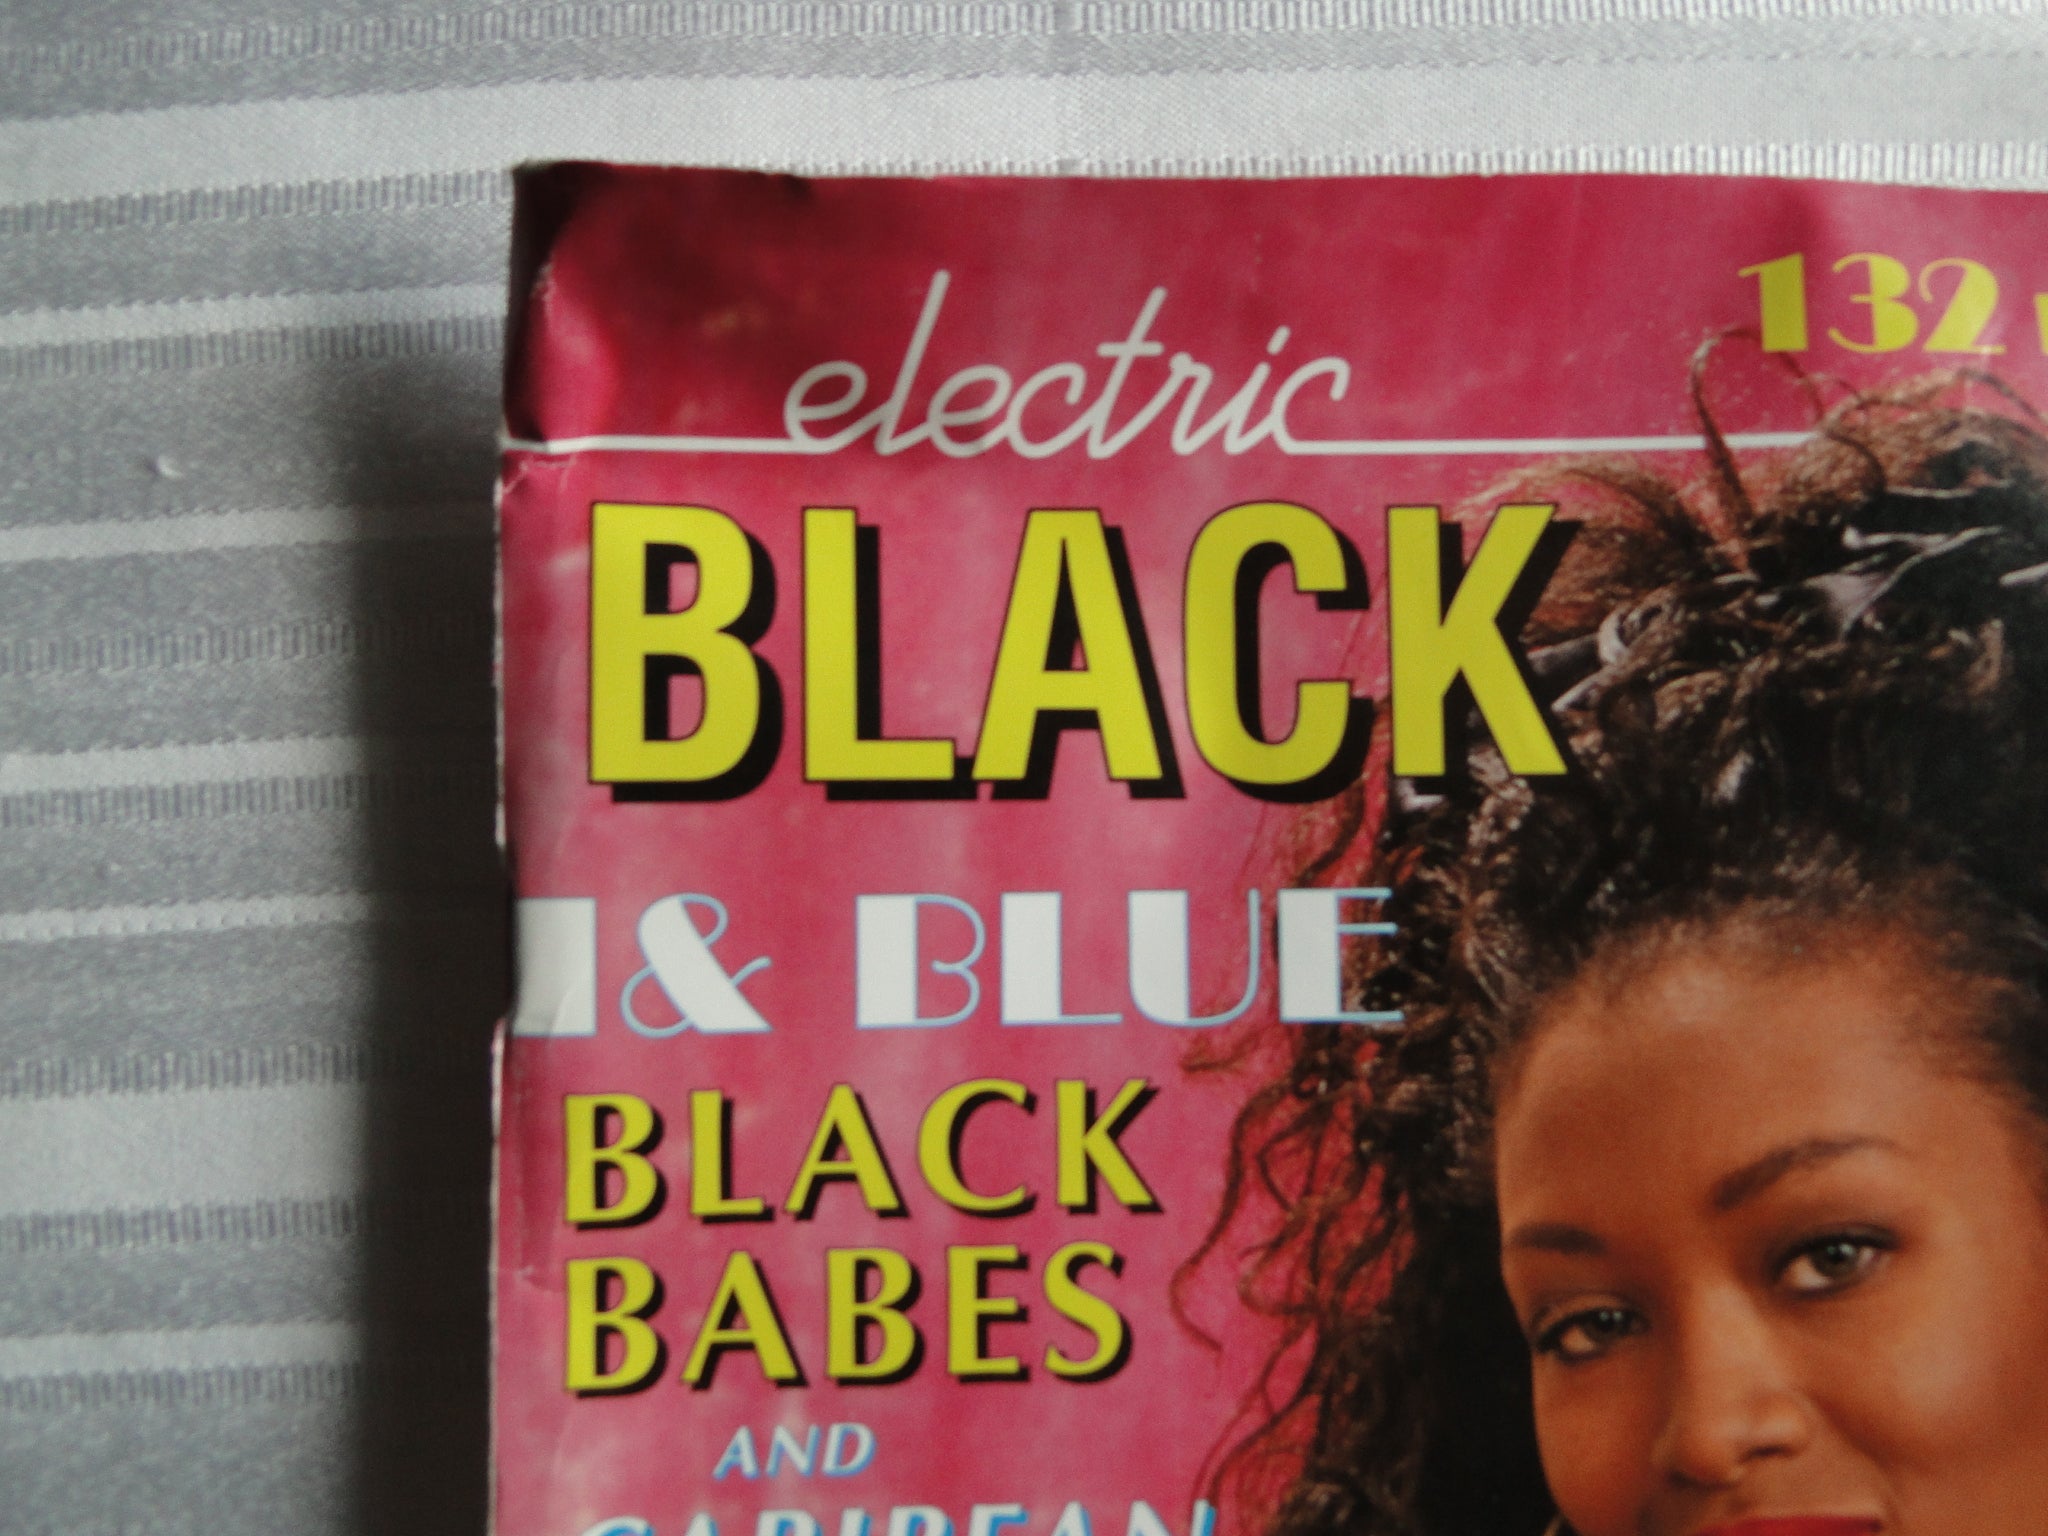 132
electric
BLACK
& BLUE
BLACK
BABES
AND